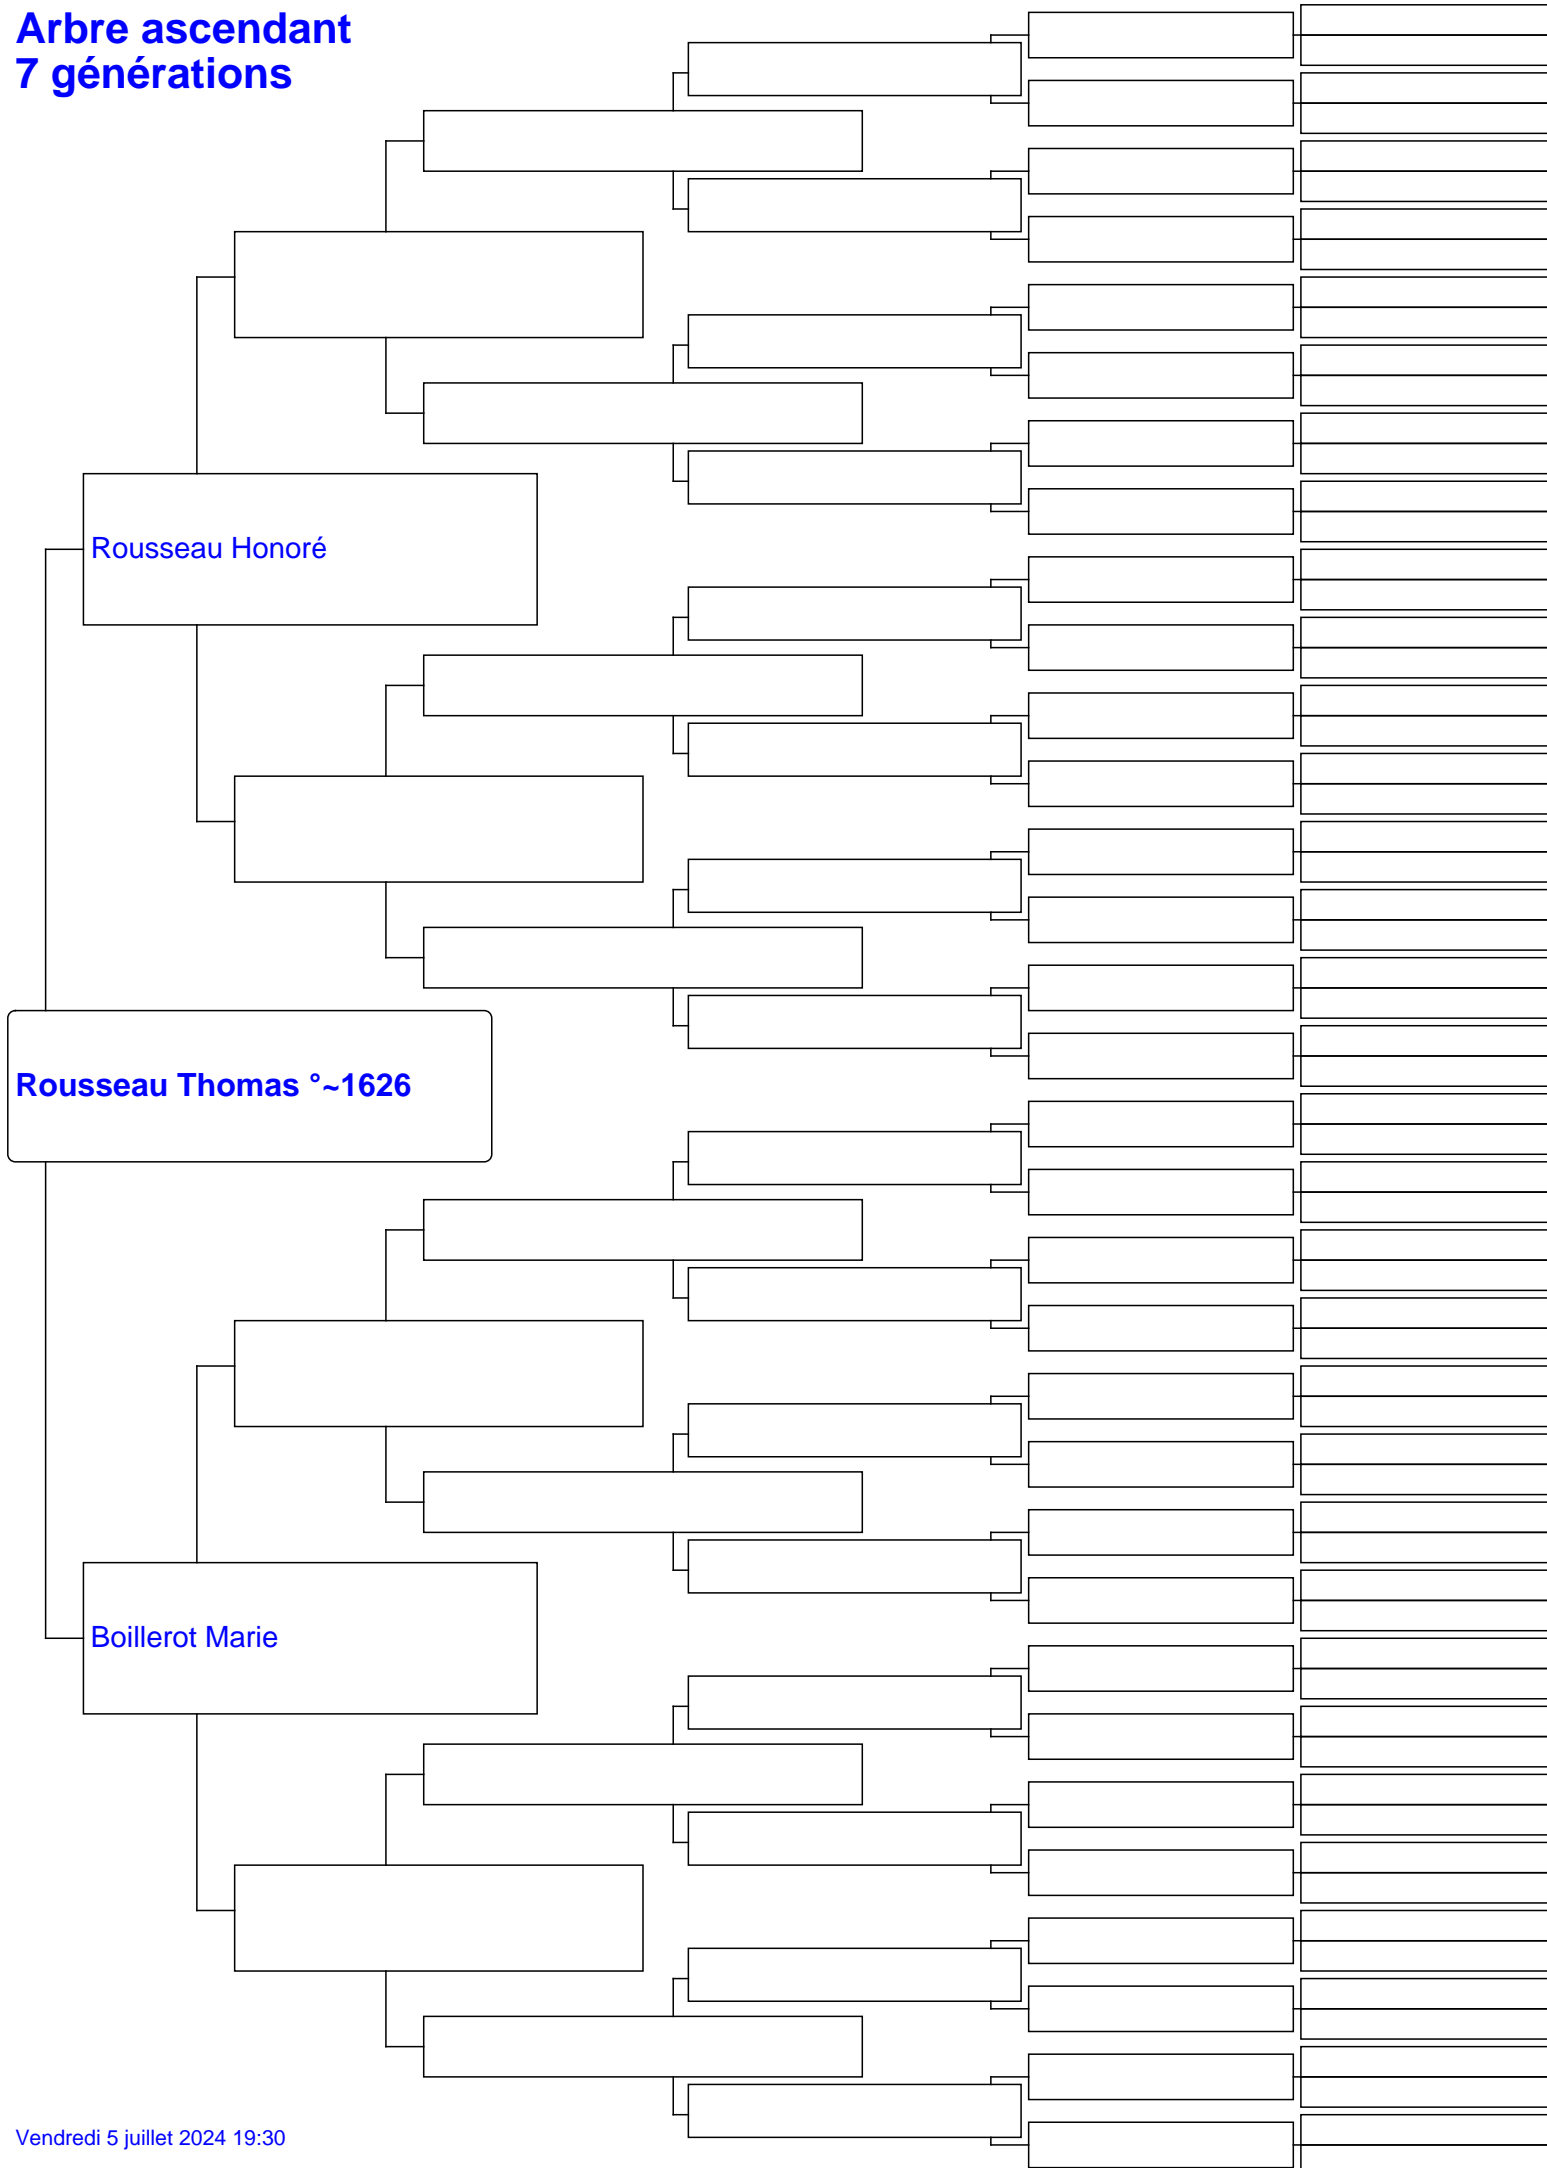 Arbre ascendant
7 générations
Rousseau Honoré
Rousseau Thomas °~1626
Boillerot Marie
Vendredi 5 juillet 2024 19:30